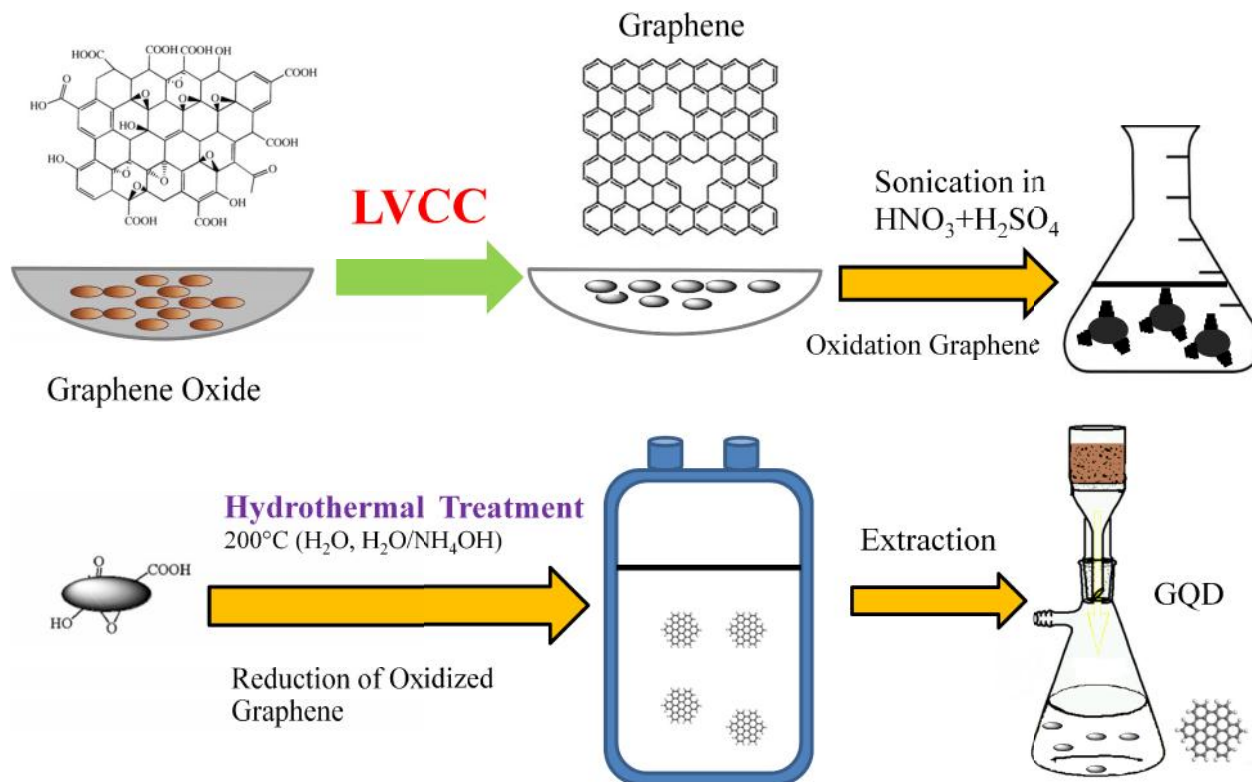 Graphene
HOOC
COOH
COOH
OH
COOH
O
HO
O
O
O
O
O
HO
COOH
HO
O
O
O
O
O
O
OH
COOH
COOH
LVCC
Sonication in
HNO₃+H₂SO₄
Oxidation Graphene
Graphene Oxide
Hydrothermal Treatment
200°C (H₂O, H₂O/NH₄OH)
O
COOH
HO
O
Reduction of Oxidized
Graphene
Extraction
GQD